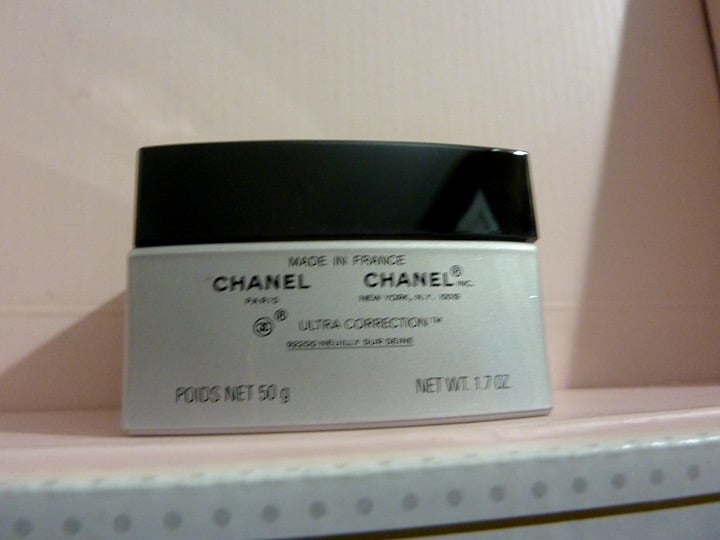 MADE IN FRANCE
CHANEL CHANEL® INC.
PARIS NEW YORK, N.Y.
® ULTRA CORRECTION™
92200 NEUILLY SUR SEINE
POIDS NET 50 g NET WT. 1.7 OZ.